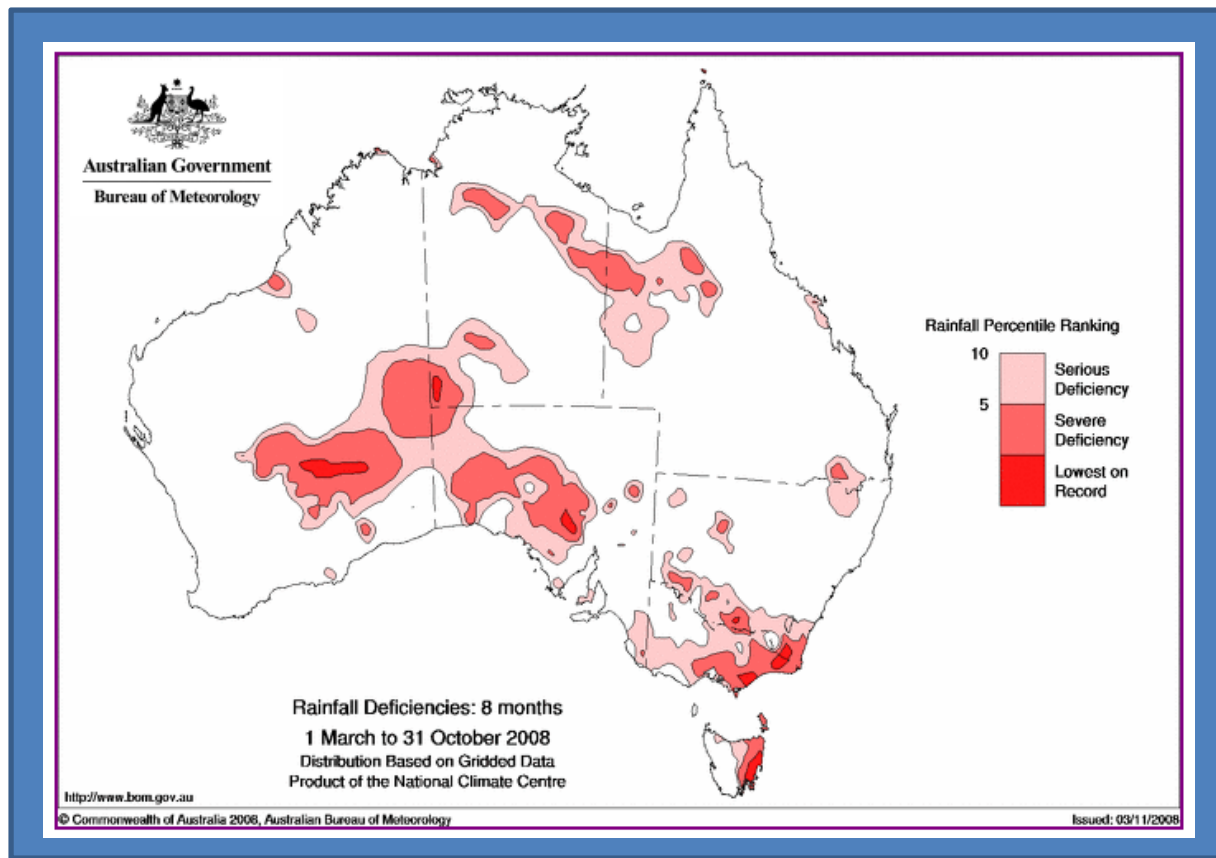 Australian Government
Bureau of Meteorology
Rainfall Percentile Ranking
10
Serious
Deficiency
5
Severe
Deficiency
Lowest on
Record
Rainfall Deficiencies: 8 months
1 March to 31 October 2008
Distribution Based on Gridded Data
Product of the National Climate Centre
http://www.bom.gov.au
© Commonwealth of Australia 2008, Australian Bureau of Meteorology
Issued: 03/11/2008